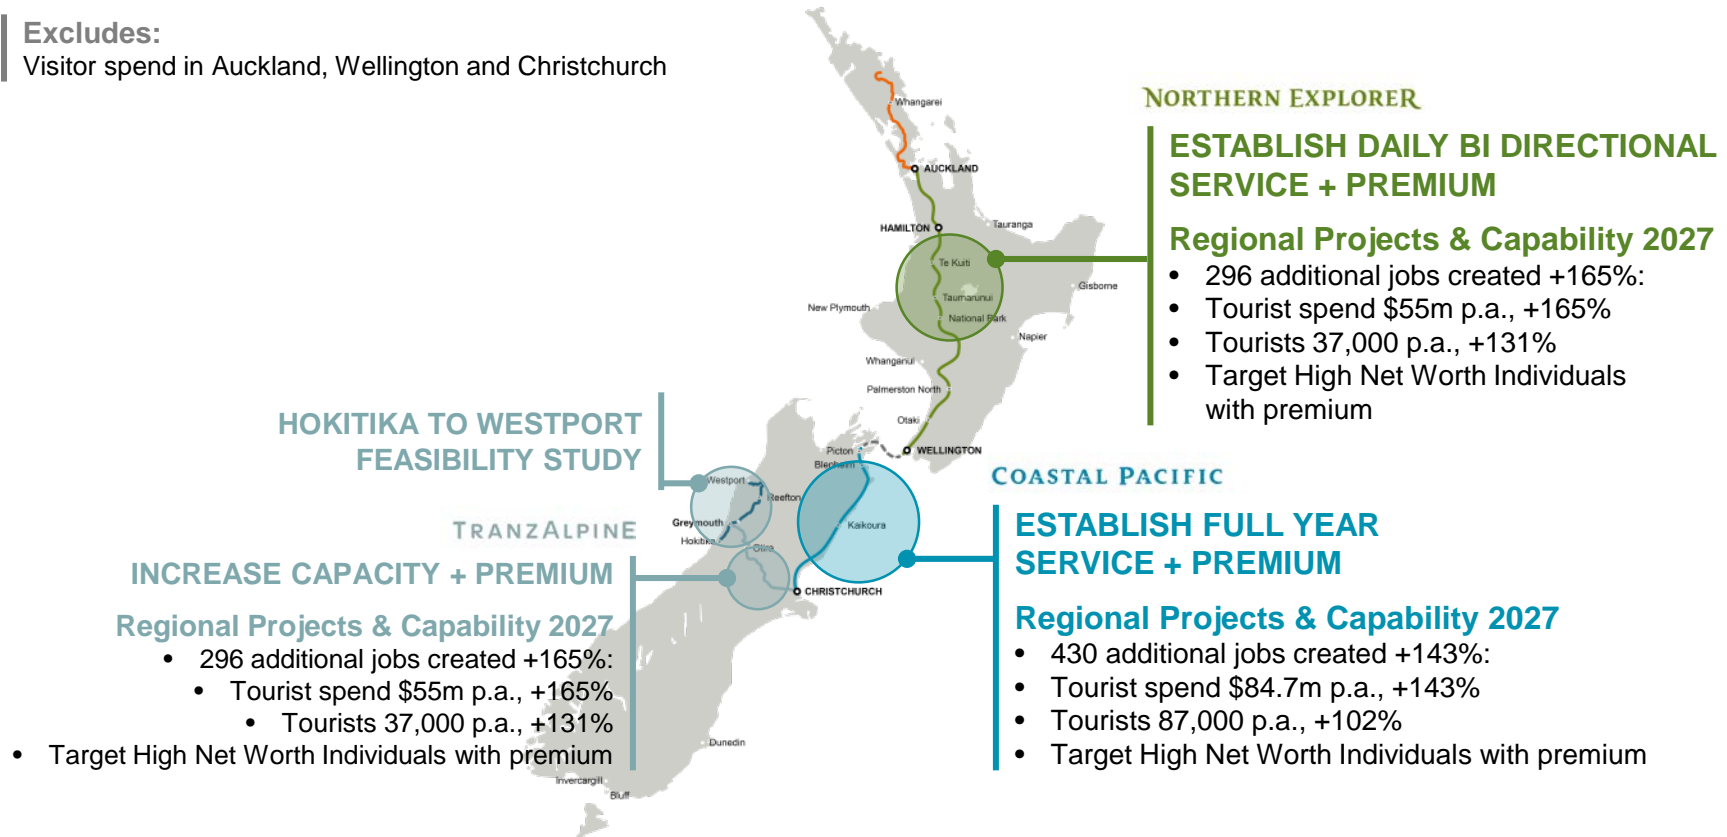 Excludes:
Visitor spend in Auckland, Wellington and Christchurch
NORTHERN EXPLORER
ESTABLISH DAILY BI DIRECTIONAL
SERVICE + PREMIUM
Regional Projects & Capability 2027
• 296 additional jobs created +165%:
• Tourist spend $55m p.a., +165%
• Tourists 37,000 p.a., +131%
• Target High Net Worth Individuals
with premium
Whangarei
AUCKLAND
HAMILTON
Tauranga
Te Kuiti
Gisborne
Taumarunui
New Plymouth
National Park
Napier
Whanganui
Palmerston North
Otaki
WELLINGTON
Picton
Blenheim
HOKITIKA TO WESTPORT
FEASIBILITY STUDY
Westport
Reefton
Greymouth
Hokitika
Otira
Kaikoura
CHRISTCHURCH
Dunedin
Invercargill
Bluff
TRANZALPINE
INCREASE CAPACITY + PREMIUM
Regional Projects & Capability 2027
• 296 additional jobs created +165%:
• Tourist spend $55m p.a., +165%
• Tourists 37,000 p.a., +131%
• Target High Net Worth Individuals with premium
COASTAL PACIFIC
ESTABLISH FULL YEAR
SERVICE + PREMIUM
Regional Projects & Capability 2027
• 430 additional jobs created +143%:
• Tourist spend $84.7m p.a., +143%
• Tourists 87,000 p.a., +102%
• Target High Net Worth Individuals with premium